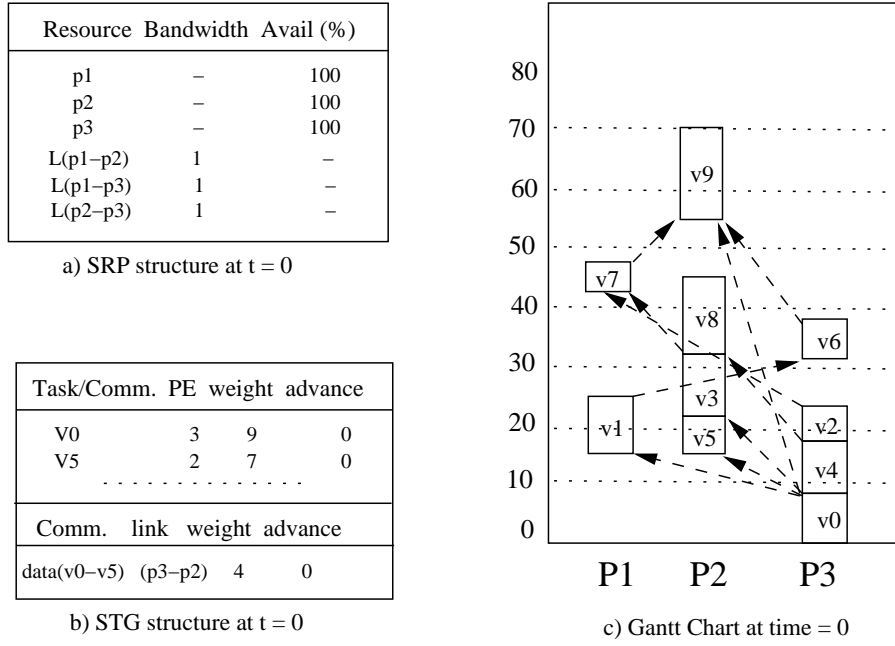 Resource Bandwidth Avail (%)
p1 – 100
p2 – 100
p3 – 100
L(p1–p2) 1 –
L(p1–p3) 1 –
L(p2–p3) 1 –
a) SRP structure at t = 0
Task/Comm. PE weight advance
V0 3 9 0
V5 2 7 0
. . . . . . . . . . . . . .
Comm. link weight advance
data(v0–v5) (p3–p2) 4 0
b) STG structure at t = 0
80
70
60
50
40
30
20
10
0
v9
v7
v8
v6
v3
v1
v5
v2
v4
v0
P1 P2 P3
c) Gantt Chart at time = 0